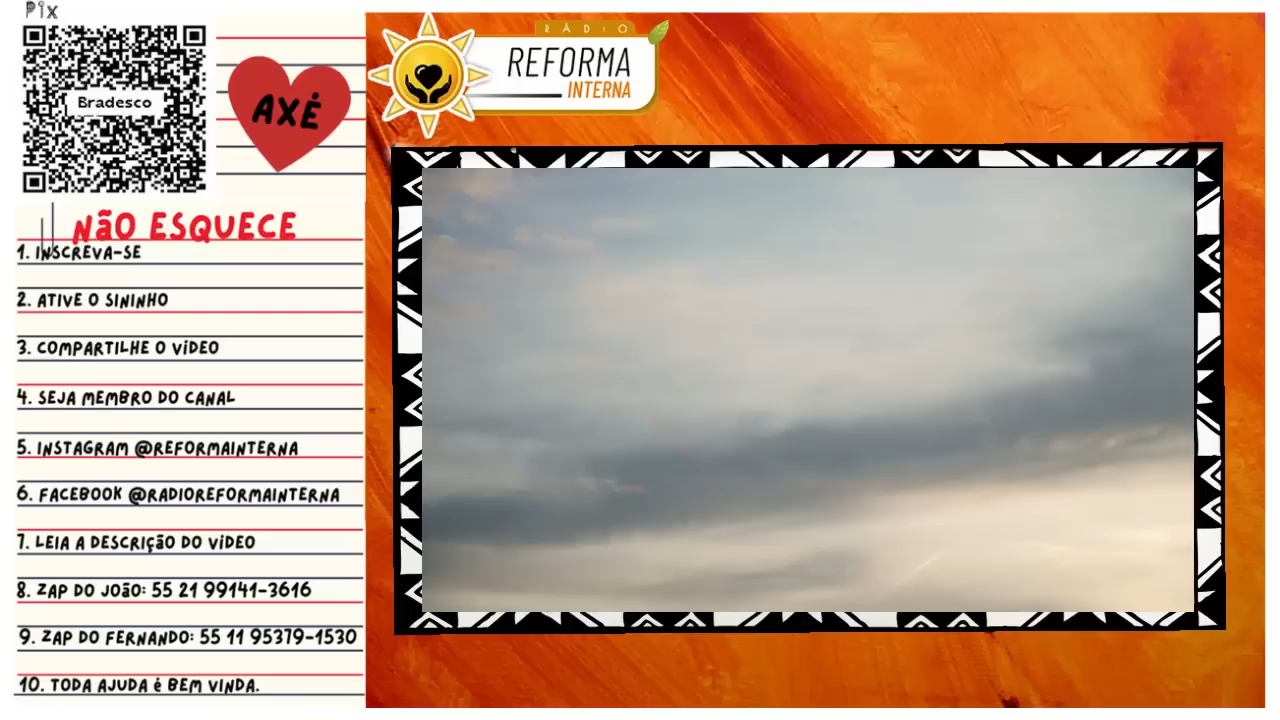 Pix
Bradesco
AXÉ
NÃO ESQUECE
1. INSCREVA-SE
2. ATIVE O SININHO
3. COMPARTILHE O VÍDEO
4. SEJA MEMBRO DO CANAL
5. INSTAGRAM @REFORMAINTERNA
6. FACEBOOK @RADIOREFORMAINTERNA
7. LEIA A DESCRIÇÃO DO VÍDEO
8. ZAP DO JOÃO: 55 21 99141-3616
9. ZAP DO FERNANDO: 55 11 95379-1530
10. TODA AJUDA É BEM VINDA.
RÁDIO
REFORMA
INTERNA